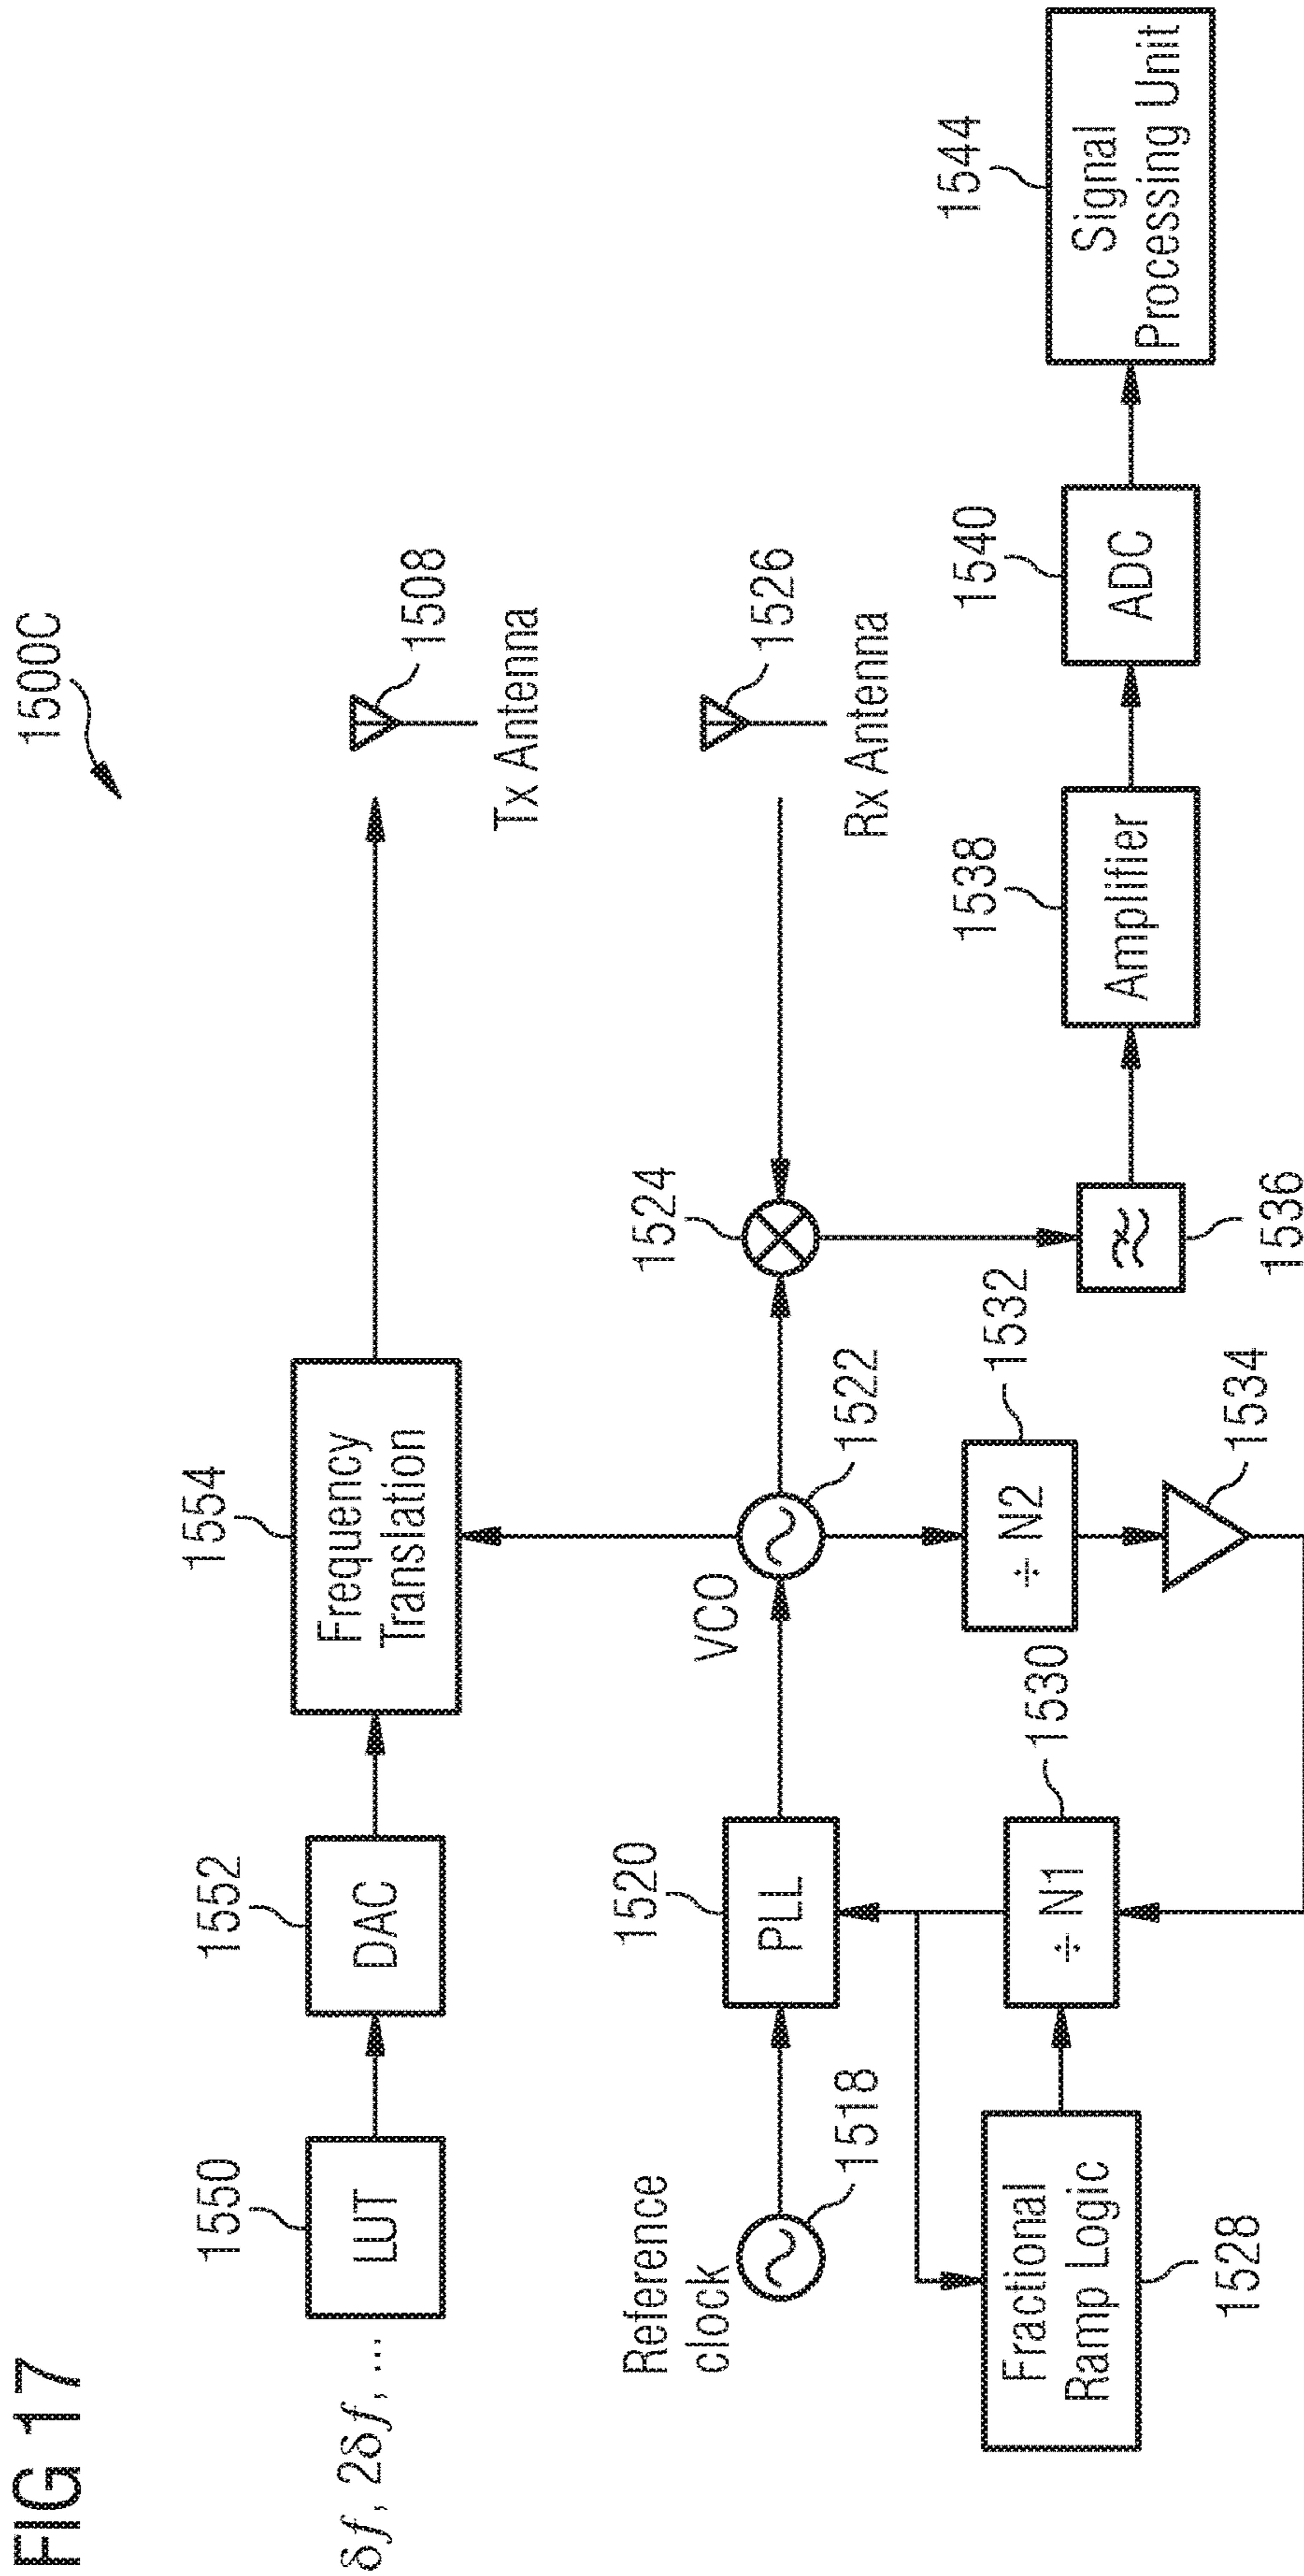 FIG 17
1500C
δf, 2δf, ...
1550
LUT
1552
DAC
1554
Frequency
Translation
1508
Tx Antenna
Reference
clock
1518
1520
PLL
VCO
1522
1524
1526
Rx Antenna
Fractional
Ramp Logic
1528
÷ N1
1530
÷ N2
1532
1534
1536
1538
Amplifier
1540
ADC
1544
Signal
Processing Unit